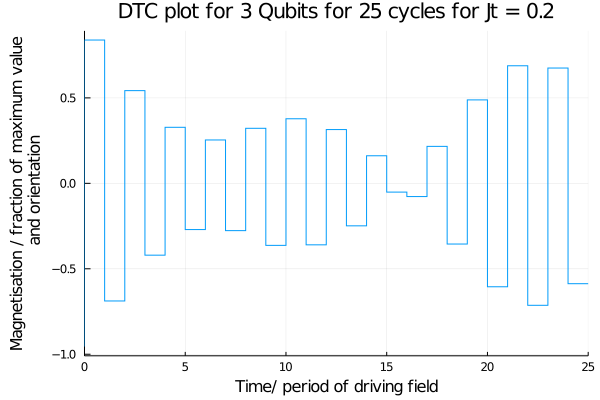 DTC plot for 3 Qubits for 25 cycles for Jt = 0.2
Magnetisation / fraction of maximum value
and orientation
0.5
0.0
−0.5
−1.0
0
5
10
15
20
25
Time/ period of driving field